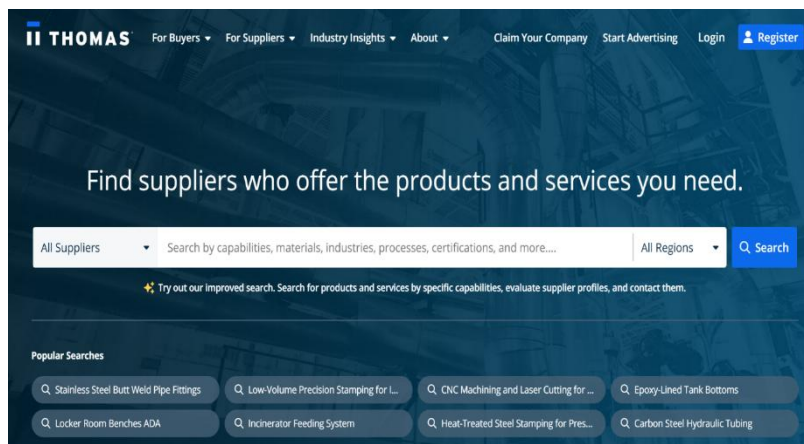 THOMAS For Buyers For Suppliers Industry Insights About Claim Your Company Start Advertising Login Register
Find suppliers who offer the products and services you need.
All Suppliers Search by capabilities, materials, industries, processes, certifications, and more.... All Regions Search
Try out our improved search. Search for products and services by specific capabilities, evaluate supplier profiles, and contact them.
Popular Searches
Stainless Steel Butt Weld Pipe Fittings Low-Volume Precision Stamping for I... CNC Machining and Laser Cutting for ... Epoxy-Lined Tank Bottoms
Locker Room Benches ADA Incinerator Feeding System Heat-Treated Steel Stamping for Pres... Carbon Steel Hydraulic Tubing